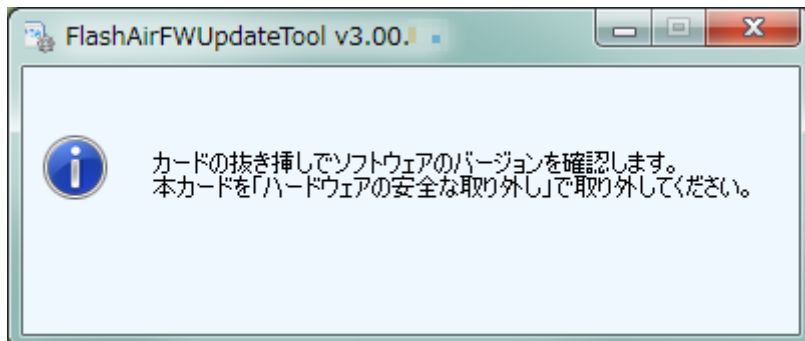 FlashAirFWUpdateTool v3.00.
カードの抜き挿しでソフトウェアのバージョンを確認します。
本カードを「ハードウェアの安全な取り外し」で取り外してください。